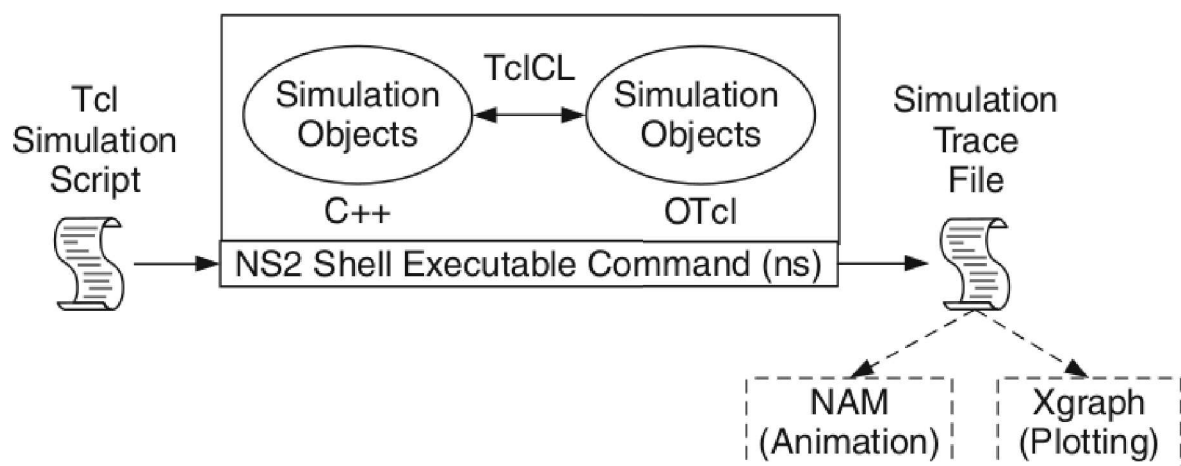 Tcl
Simulation
Script
Simulation
Objects
C++
TclCL
Simulation
Objects
OTcl
NS2 Shell Executable Command (ns)
Simulation
Trace
File
NAM
(Animation)
Xgraph
(Plotting)